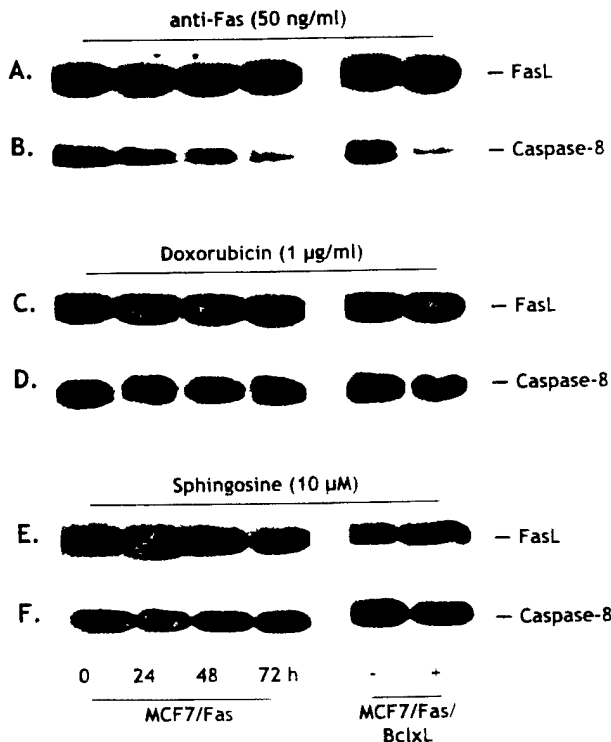 anti-Fas (50 ng/ml)
A. — FasL
B. — Caspase-8
Doxorubicin (1 µg/ml)
C. — FasL
D. — Caspase-8
Sphingosine (10 µM)
E. — FasL
F. — Caspase-8
0 24 48 72 h - +
MCF7/Fas MCF7/Fas/
BclxL